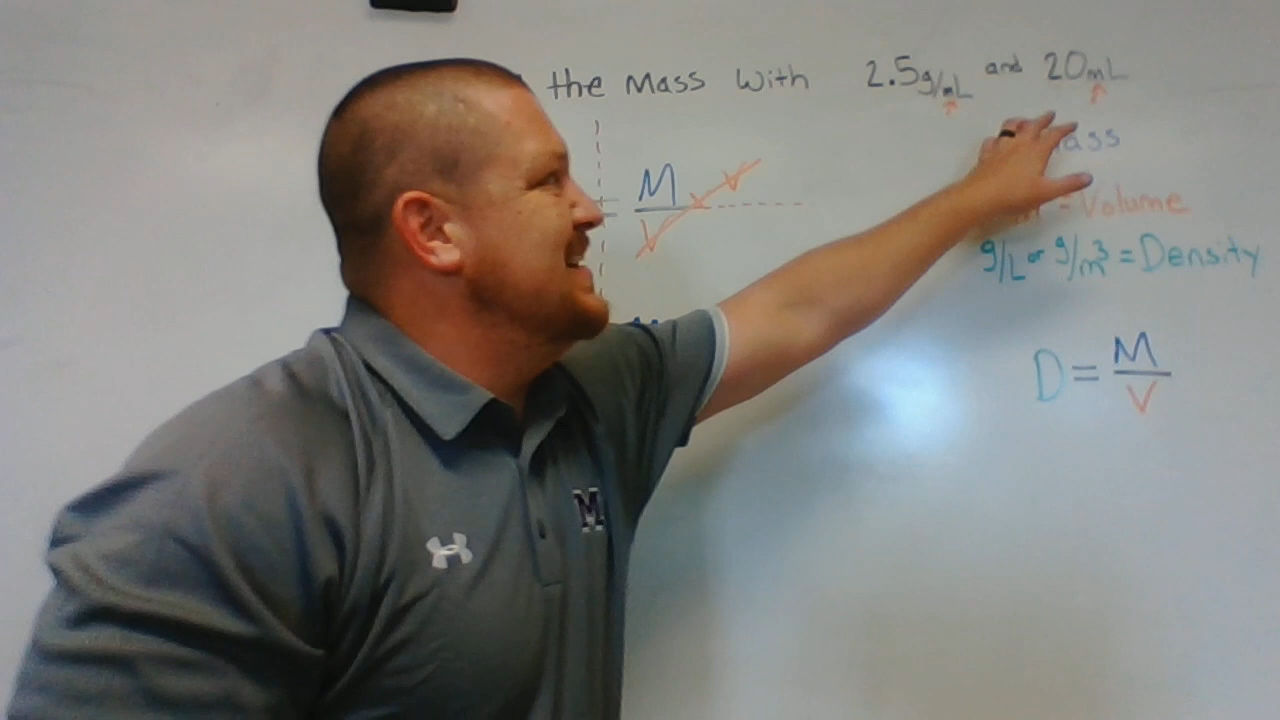 the Mass with 2.5g/mL and 20mL
ass
M
V x V
= Volume
g/L or g/m³ = Density
D = M
V
M